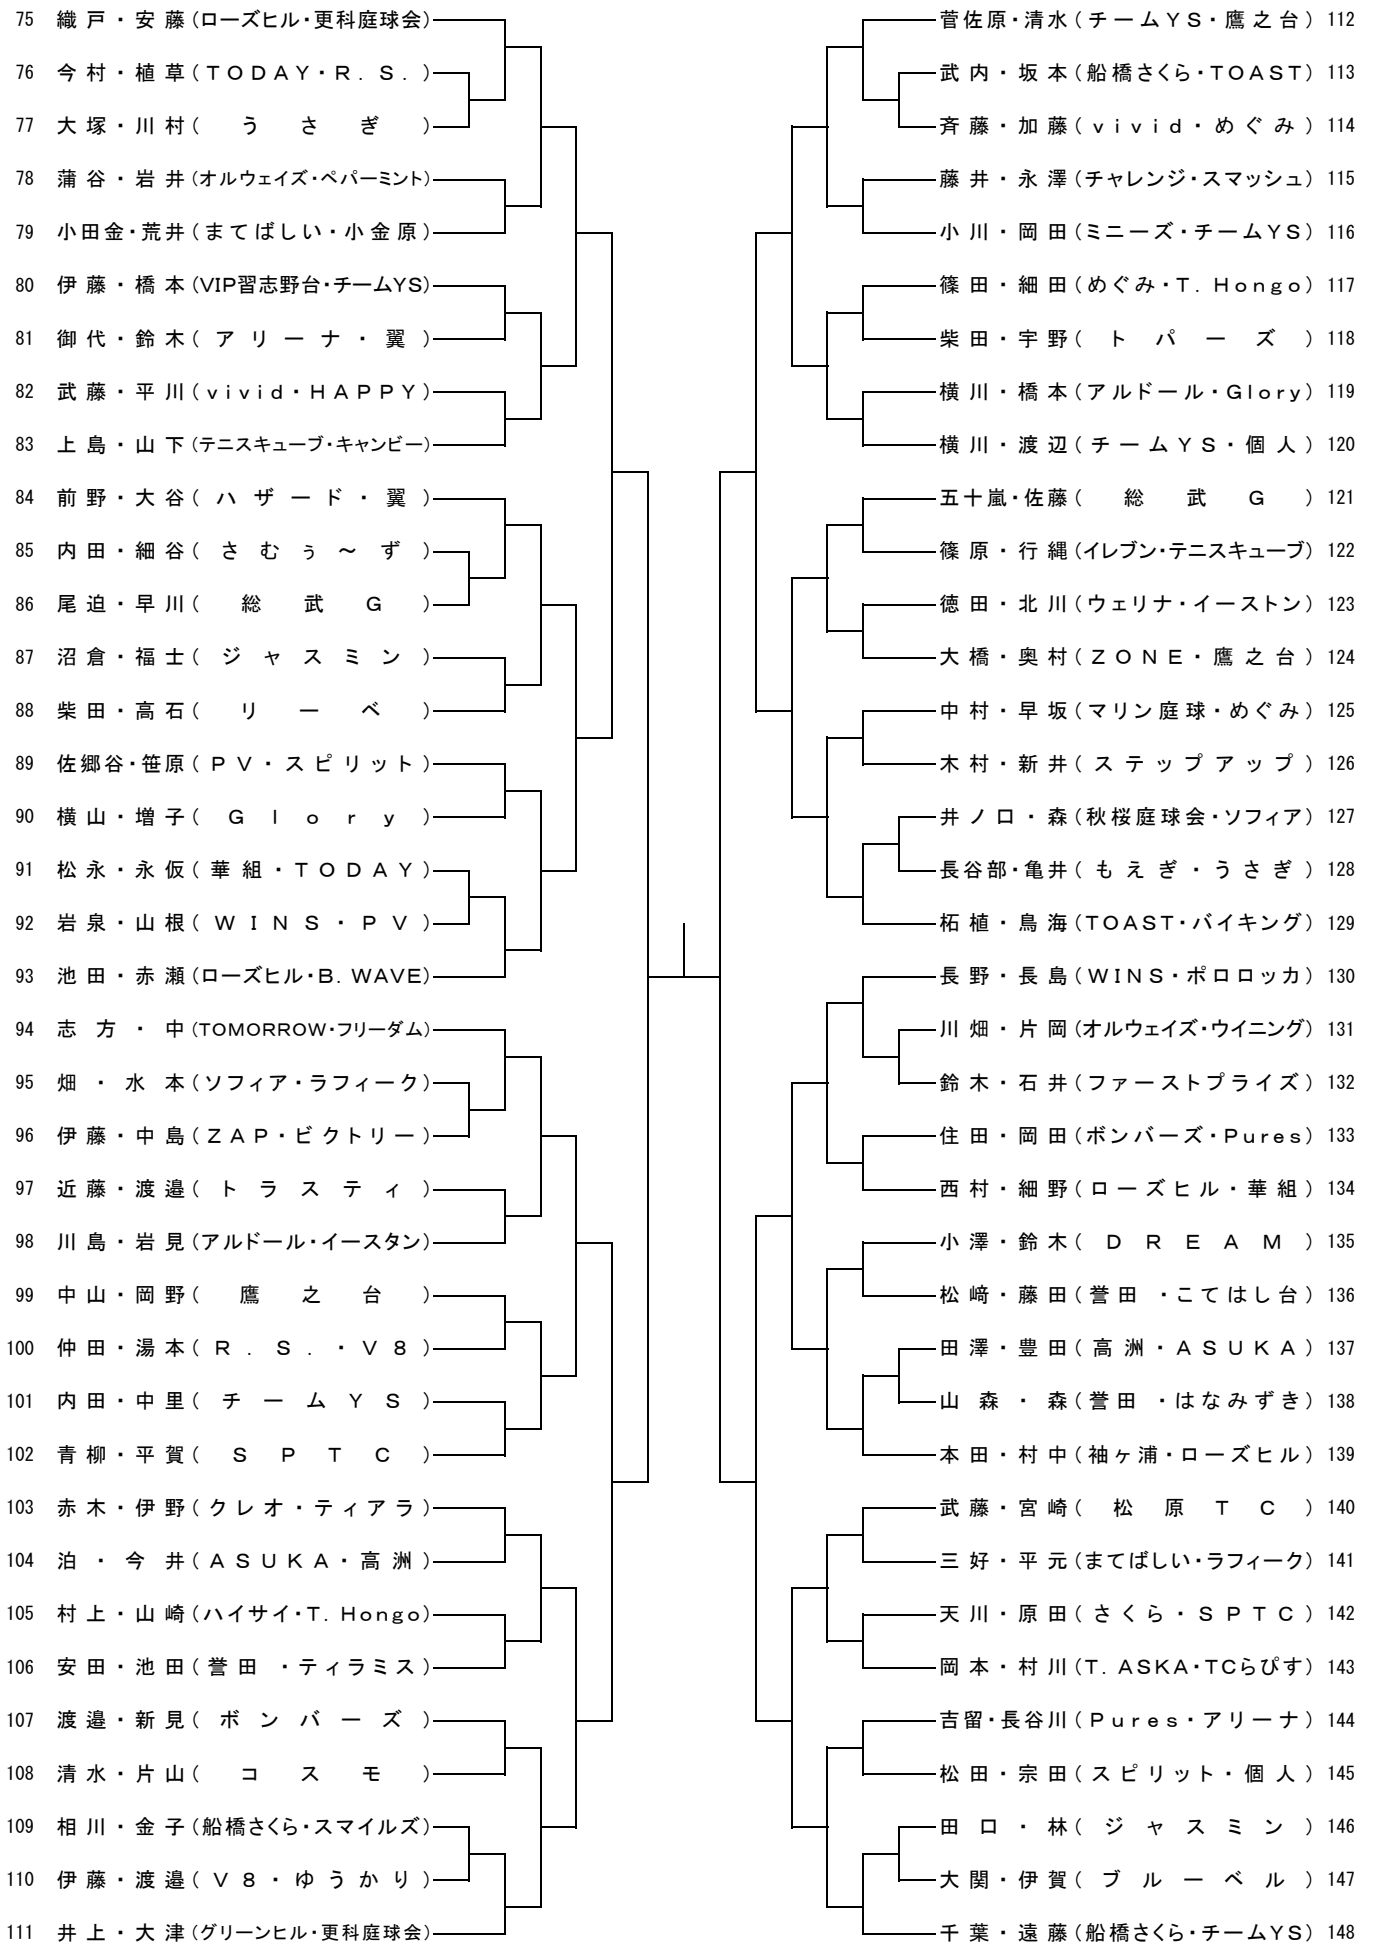 75 織戸・安藤(ローズヒル・更科庭球会)
76 今村・植草(TODAY・R.S.)
77 大塚・川村(うさぎ)
78 蒲谷・岩井(オルウェイズ・ペパーミント)
79 小田金・荒井(まてばしい・小金原)
80 伊藤・橋本(VIP習志野台・チームYS)
81 御代・鈴木(アリーナ・翼)
82 武藤・平川(vivid・HAPPY)
83 上島・山下(テニスキューブ・キャンビー)
84 前野・大谷(ハザード・翼)
85 内田・細谷(さむぅ～ず)
86 尾迫・早川(総武G)
87 沼倉・福士(ジャスミン)
88 柴田・高石(リーベ)
89 佐郷谷・笹原(PV・スピリット)
90 横山・増子(Glory)
91 松永・永仮(華組・TODAY)
92 岩泉・山根(WINS・PV)
93 池田・赤瀬(ローズヒル・B. WAVE)
94 志方・中(TOMORROW・フリーダム)
95 畑・水本(ソフィア・ラフィーク)
96 伊藤・中島(ZAP・ビクトリー)
97 近藤・渡邉(トラスティ)
98 川島・岩見(アルドール・イースタン)
99 中山・岡野(鷹之台)
100 仲田・湯本(R.S.・V8)
101 内田・中里(チームYS)
102 青柳・平賀(SPTC)
103 赤木・伊野(クレオ・ティアラ)
104 泊・今井(ASUKA・高洲)
105 村上・山崎(ハイサイ・T. Hongo)
106 安田・池田(誉田 ・ティラミス)
107 渡邉・新見(ボンバーズ)
108 清水・片山(コスモ)
109 相川・金子(船橋さくら・スマイルズ)
110 伊藤・渡邉(V8・ゆうかり)
111 井上・大津(グリーンヒル・更科庭球会)
菅佐原・清水(チームYS・鷹之台) 112
武内・坂本(船橋さくら・TOAST) 113
斉藤・加藤(vivid・めぐみ) 114
藤井・永澤(チャレンジ・スマッシュ) 115
小川・岡田(ミニーズ・チームYS) 116
篠田・細田(めぐみ・T. Hongo) 117
柴田・宇野(トパーズ) 118
横川・橋本(アルドール・Glory) 119
横川・渡辺(チームYS・個人) 120
五十嵐・佐藤(総武G) 121
篠原・行縄(イレブン・テニスキューブ) 122
徳田・北川(ウェリナ・イーストン) 123
大橋・奥村(ZONE・鷹之台) 124
中村・早坂(マリン庭球・めぐみ) 125
木村・新井(ステップアップ) 126
井ノ口・森(秋桜庭球会・ソフィア) 127
長谷部・亀井(もえぎ・うさぎ) 128
柘植・鳥海(TOAST・バイキング) 129
長野・長島(WINS・ポロロッカ) 130
川畑・片岡(オルウェイズ・ウイニング) 131
鈴木・石井(ファーストプライズ) 132
住田・岡田(ボンバーズ・Pures) 133
西村・細野(ローズヒル・華組) 134
小澤・鈴木(DREAM) 135
松﨑・藤田(誉田 ・こてはし台) 136
田澤・豊田(高洲・ASUKA) 137
山森・森(誉田 ・はなみずき) 138
本田・村中(袖ヶ浦・ローズヒル) 139
武藤・宮崎(松原TC) 140
三好・平元(まてばしい・ラフィーク) 141
天川・原田(さくら・SPTC) 142
岡本・村川(T. ASKA・TCらぴす) 143
吉留・長谷川(Pures・アリーナ) 144
松田・宗田(スピリット・個人) 145
田口・林(ジャスミン) 146
大関・伊賀(ブルーベル) 147
千葉・遠藤(船橋さくら・チームYS) 148